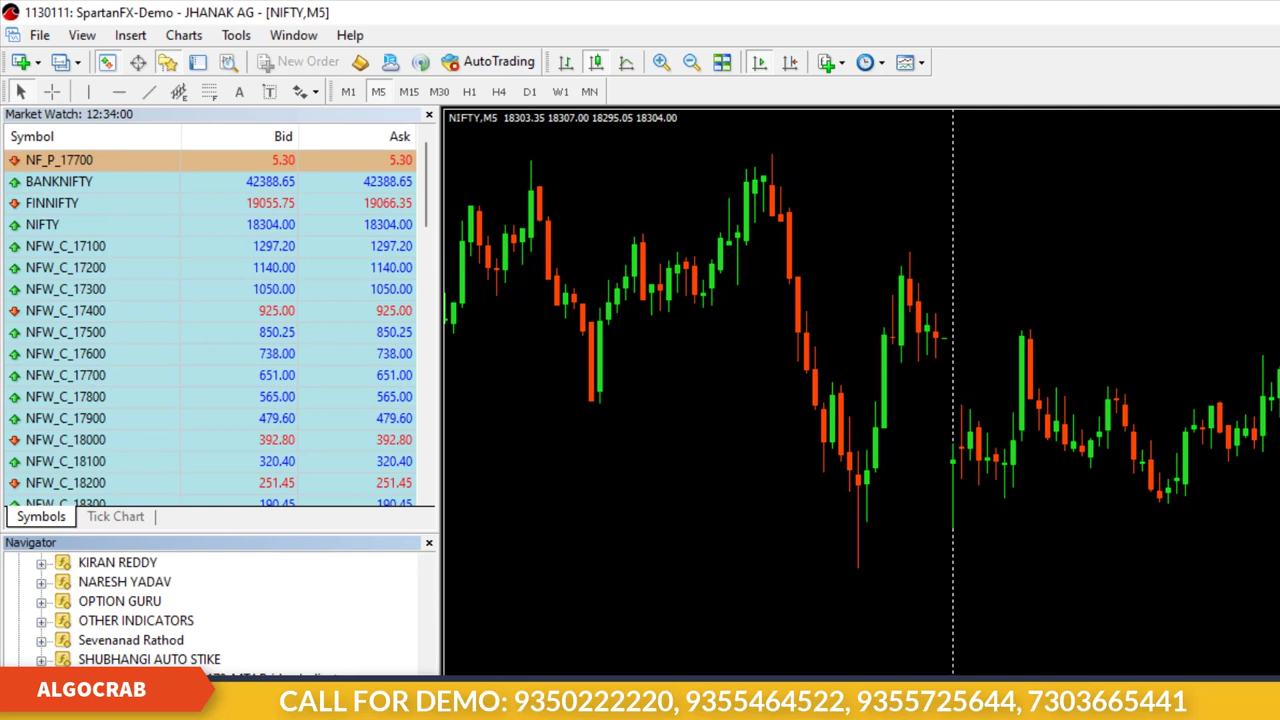 1130111: SpartanFX-Demo - JHANAK AG - [NIFTY,M5]
File View Insert Charts Tools Window Help
New Order AutoTrading
A T M1 M5 M15 M30 H1 H4 D1 W1 MN
Market Watch: 12:34:00
Symbol Bid Ask
NF_P_17700 5.30 5.30
BANKNIFTY 42388.65 42388.65
FINNIFTY 19055.75 19066.35
NIFTY 18304.00 18304.00
NFW_C_17100 1297.20 1297.20
NFW_C_17200 1140.00 1140.00
NFW_C_17300 1050.00 1050.00
NFW_C_17400 925.00 925.00
NFW_C_17500 850.25 850.25
NFW_C_17600 738.00 738.00
NFW_C_17700 651.00 651.00
NFW_C_17800 565.00 565.00
NFW_C_17900 479.60 479.60
NFW_C_18000 392.80 392.80
NFW_C_18100 320.40 320.40
NFW_C_18200 251.45 251.45
NFW_C_18300 190.45 190.45
Symbols Tick Chart
Navigator
KIRAN REDDY
NARESH YADAV
OPTION GURU
OTHER INDICATORS
Sevenanad Rathod
SHUBHANGI AUTO STIKE
NIFTY,M5 18303.35 18307.00 18295.05 18304.00
ALGOCRAB
CALL FOR DEMO: 9350222220, 9355464522, 9355725644, 7303665441